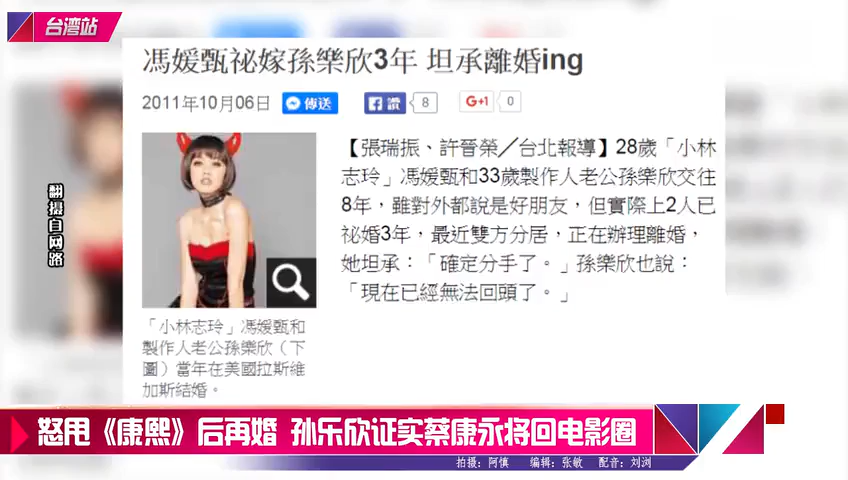 台湾站
馮媛甄祕嫁孫樂欣3年 坦承離婚ing
2011年10月06日 傳送 讚 8 G+1 0
翻摄自网路
【張瑞振、許晉榮╱台北報導】28歲「小林
志玲」馮媛甄和33歲製作人老公孫樂欣交往
8年，雖對外都說是好朋友，但實際上2人已
祕婚3年，最近雙方分居，正在辦理離婚，
她坦承：「確定分手了。」孫樂欣也說：
「現在已經無法回頭了。」
「小林志玲」馮媛甄和
製作人老公孫樂欣（下
圖）當年在美國拉斯維
加斯結婚。
怒甩《康熙》后再婚 孙乐欣证实蔡康永将回电影圈
拍摄：阿慎 编辑：张敏 配音：刘浏